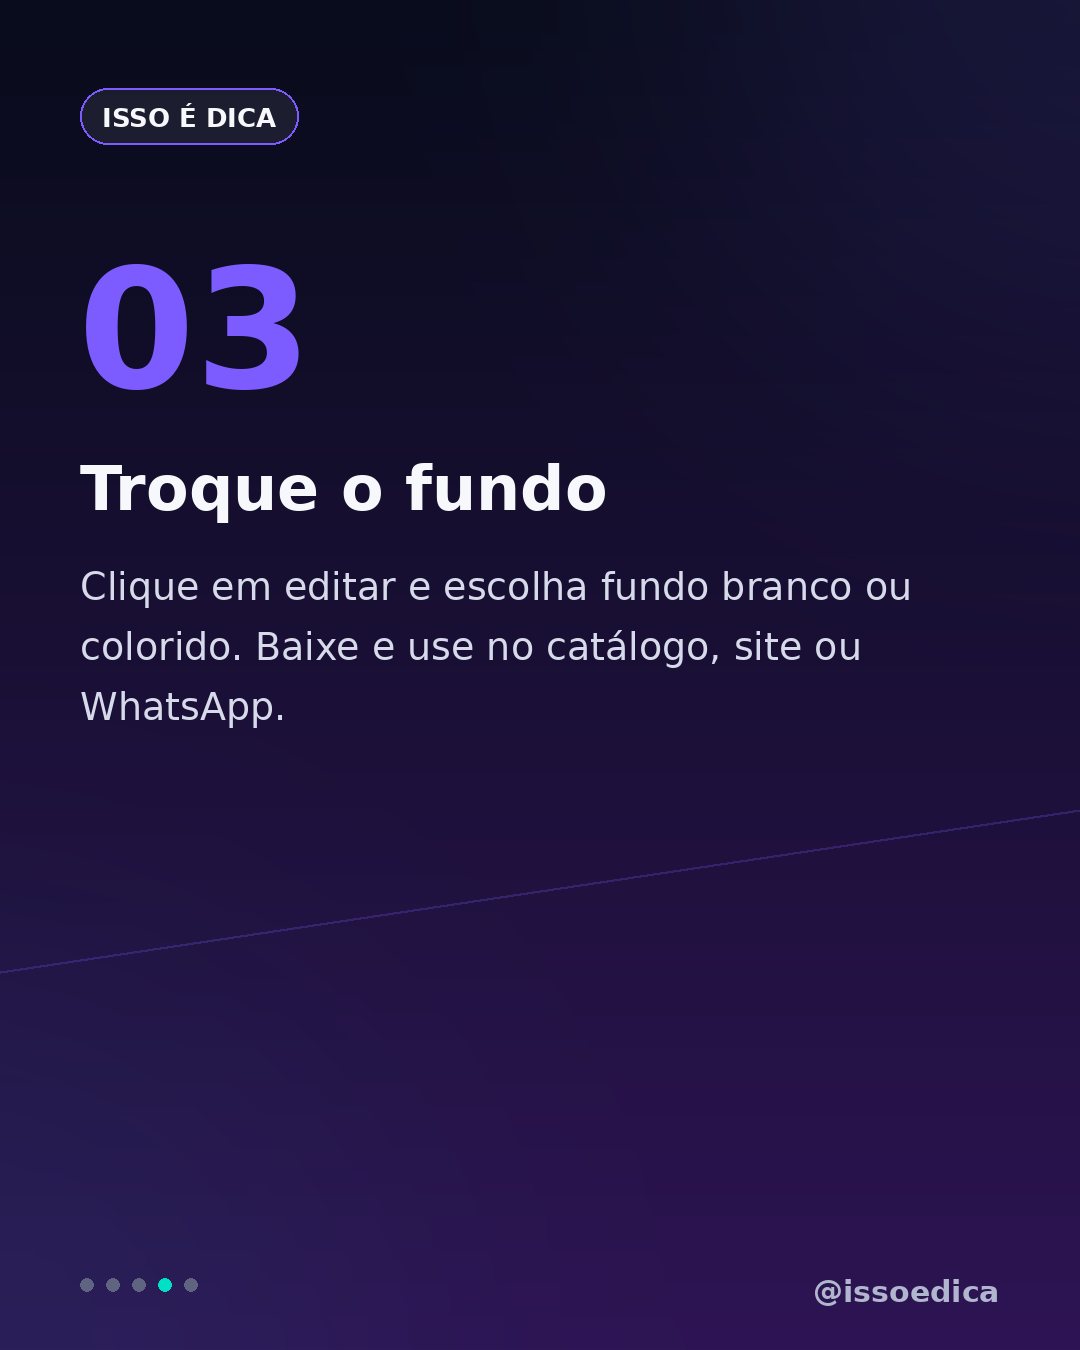 ISSO É DICA
03
Troque o fundo
Clique em editar e escolha fundo branco ou
colorido. Baixe e use no catálogo, site ou
WhatsApp.
@issoedica